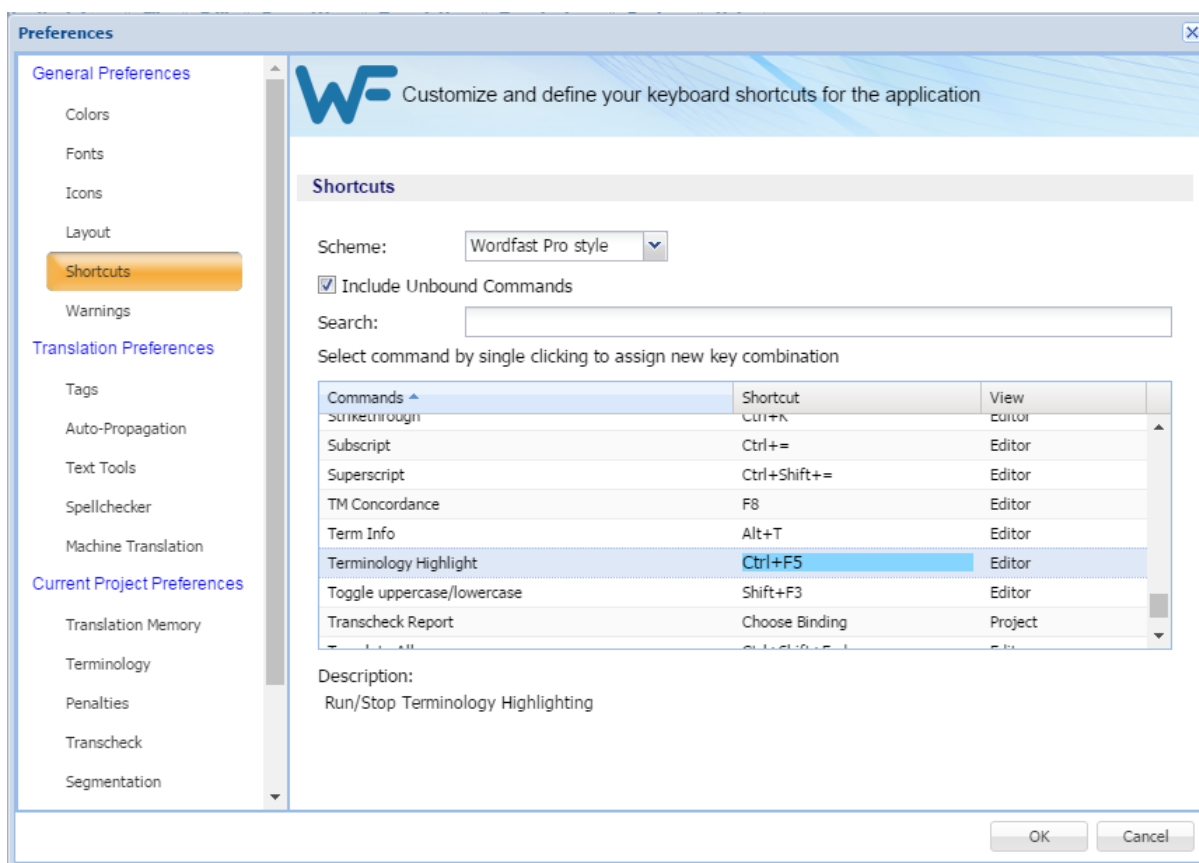 Preferences
General Preferences
Colors
Fonts
Icons
Layout
Shortcuts
Warnings
Translation Preferences
Tags
Auto-Propagation
Text Tools
Spellchecker
Machine Translation
Current Project Preferences
Translation Memory
Terminology
Penalties
Transcheck
Segmentation
WF Customize and define your keyboard shortcuts for the application
Shortcuts
Scheme: Wordfast Pro style
Include Unbound Commands
Search:
Select command by single clicking to assign new key combination
Commands Shortcut View
Strikethrough Ctrl+K Editor
Subscript Ctrl+= Editor
Superscript Ctrl+Shift+= Editor
TM Concordance F8 Editor
Term Info Alt+T Editor
Terminology Highlight Ctrl+F5 Editor
Toggle uppercase/lowercase Shift+F3 Editor
Transcheck Report Choose Binding Project
Description:
Run/Stop Terminology Highlighting
OK Cancel